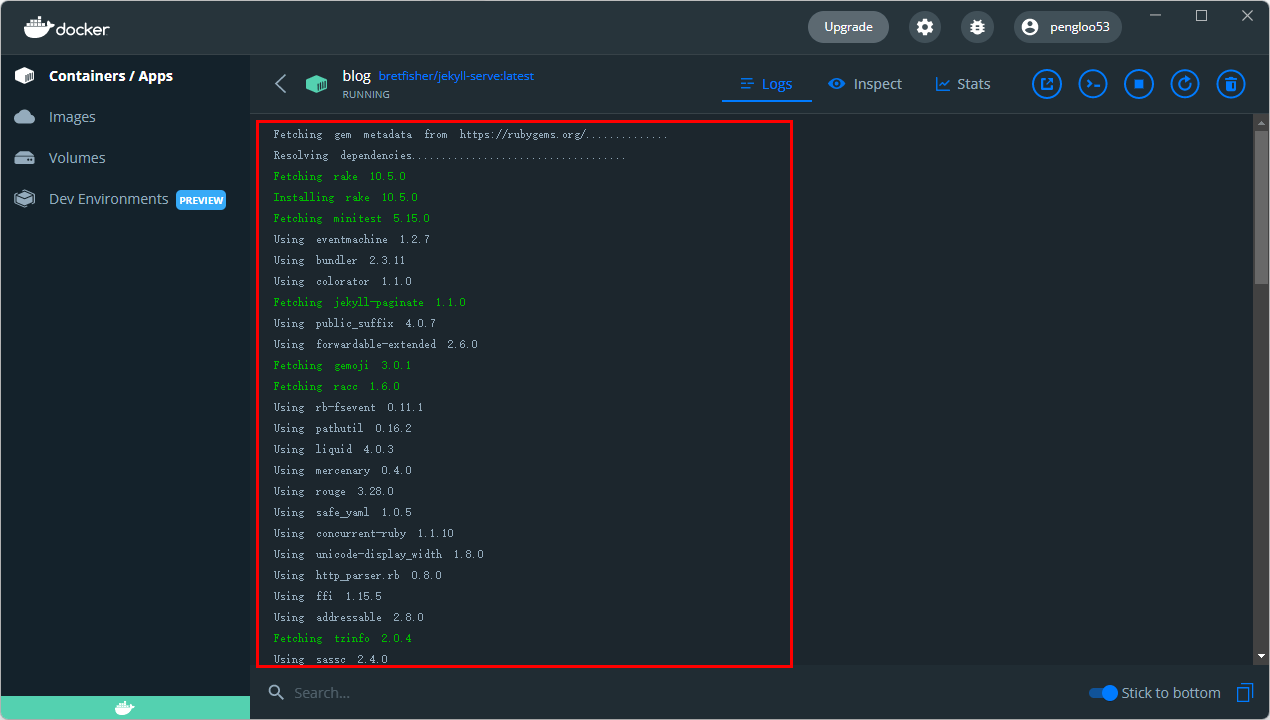 docker
Upgrade
pengloo53
Containers / Apps
Images
Volumes
Dev Environments PREVIEW
blog bretfisher/jekyll-serve:latest
RUNNING
Logs
Inspect
Stats
Fetching gem metadata from https://rubygems.org/..............
Resolving dependencies....................................
Fetching rake 10.5.0
Installing rake 10.5.0
Fetching minitest 5.15.0
Using eventmachine 1.2.7
Using bundler 2.3.11
Using colorator 1.1.0
Fetching jekyll-paginate 1.1.0
Using public_suffix 4.0.7
Using forwardable-extended 2.6.0
Fetching gemoji 3.0.1
Fetching racc 1.6.0
Using rb-fsevent 0.11.1
Using pathutil 0.16.2
Using liquid 4.0.3
Using mercenary 0.4.0
Using rouge 3.28.0
Using safe_yaml 1.0.5
Using concurrent-ruby 1.1.10
Using unicode-display_width 1.8.0
Using http_parser.rb 0.8.0
Using ffi 1.15.5
Using addressable 2.8.0
Fetching tzinfo 2.0.4
Using sassc 2.4.0
Search...
Stick to bottom